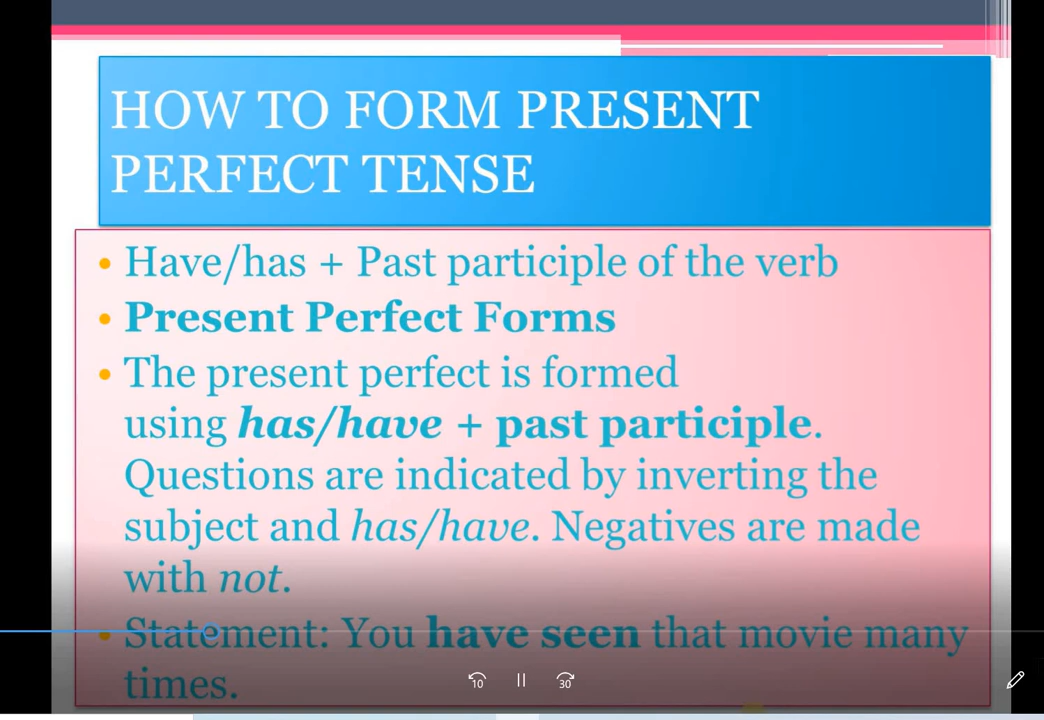 HOW TO FORM PRESENT
PERFECT TENSE
• Have/has + Past participle of the verb
• Present Perfect Forms
• The present perfect is formed
using has/have + past participle.
Questions are indicated by inverting the
subject and has/have. Negatives are made
with not.
• Statement: You have seen that movie many
times.
10 30